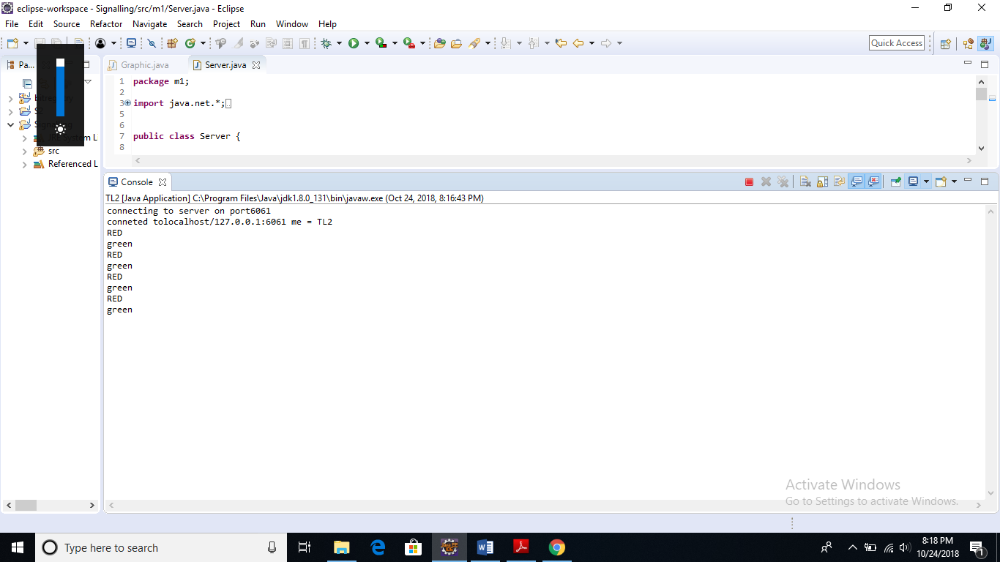 eclipse-workspace - Signalling/src/m1/Server.java - Eclipse
File Edit Source Refactor Navigate Search Project Run Window Help
Quick Access
Pa...
Graphic.java
Server.java
1 package m1;
2
3 import java.net.*;
5
6
7 public class Server {
8
System L
src
Referenced L
Console
TL2 [Java Application] C:\Program Files\Java\jdk1.8.0_131\bin\javaw.exe (Oct 24, 2018, 8:16:43 PM)
connecting to server on port6061
conneted tolocalhost/127.0.0.1:6061 me = TL2
RED
green
RED
green
RED
green
RED
green
Activate Windows
Go to Settings to activate Windows.
Type here to search
8:18 PM
10/24/2018
1